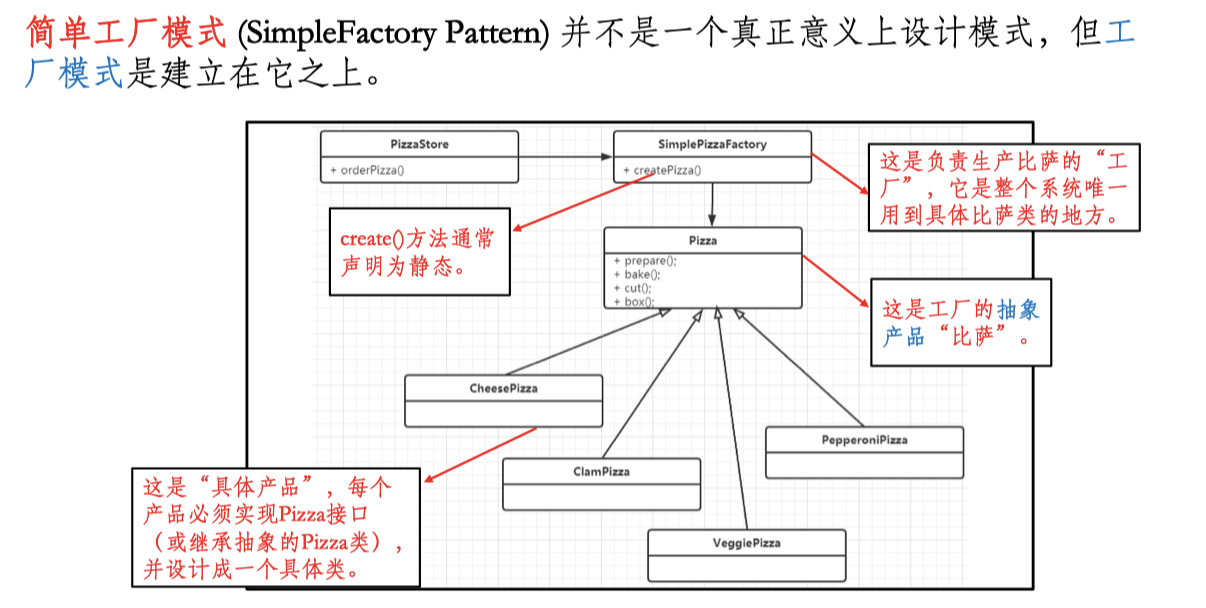 简单工厂模式 (SimpleFactory Pattern) 并不是一个真正意义上设计模式，但工
厂模式是建立在它之上。
PizzaStore
+ orderPizza()
SimplePizzaFactory
+ createPizza()
这是负责生产比萨的“工
厂”，它是整个系统唯一
用到具体比萨类的地方。
create()方法通常
声明为静态。
Pizza
+ prepare();
+ bake();
+ cut();
+ box();
这是工厂的抽象
产品“比萨”。
CheesePizza
PepperoniPizza
ClamPizza
VeggiePizza
这是“具体产品”，每个
产品必须实现Pizza接口
（或继承抽象的Pizza类），
并设计成一个具体类。